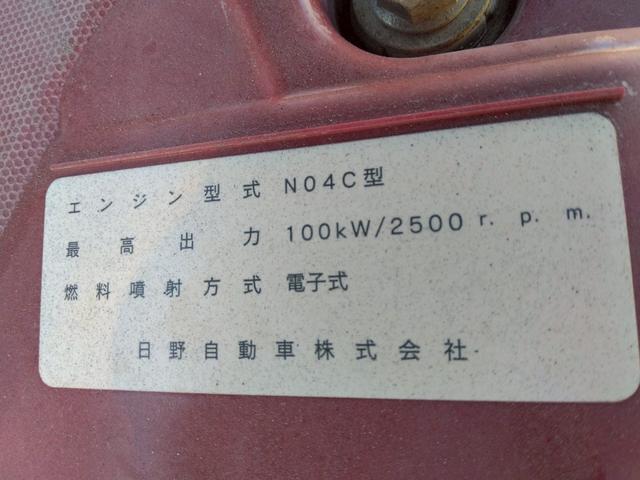 エンジン型式 N04C型
最高出力 100kW/2500 r. p. m.
燃料噴射方式 電子式
日野自動車株式会社